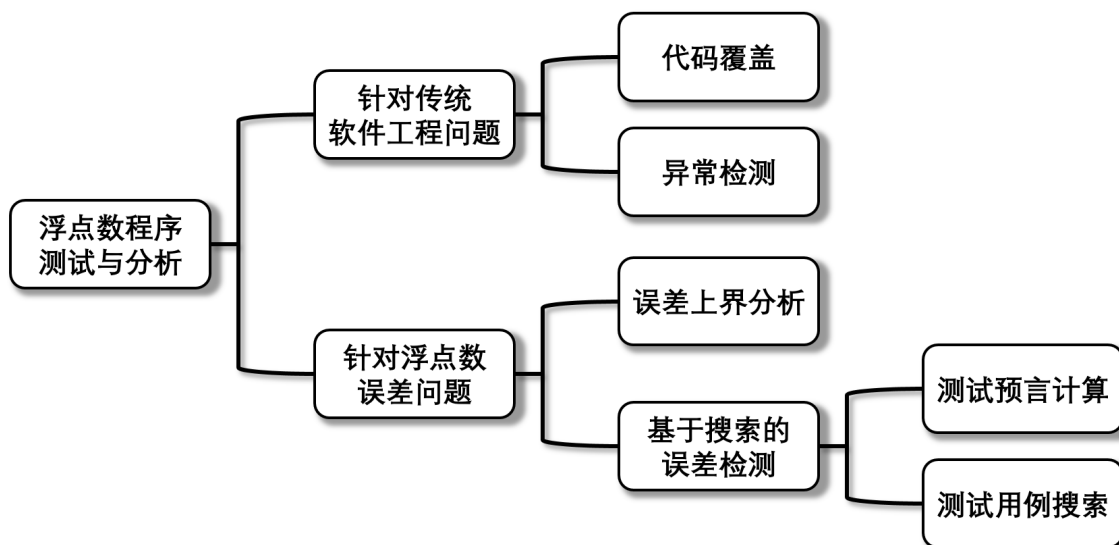 浮点数程序
测试与分析
针对传统
软件工程问题
代码覆盖
异常检测
针对浮点数
误差问题
误差上界分析
基于搜索的
误差检测
测试预言计算
测试用例搜索